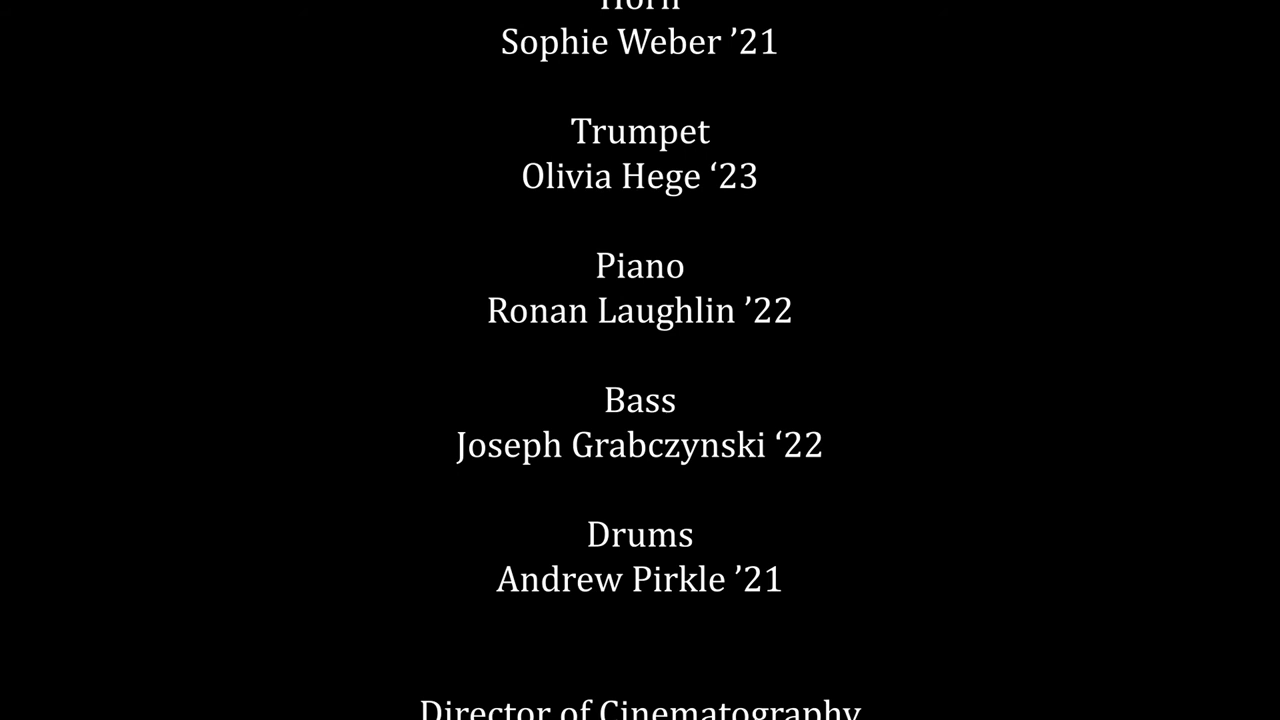 Horn
Sophie Weber ’21
Trumpet
Olivia Hege ‘23
Piano
Ronan Laughlin ’22
Bass
Joseph Grabczynski ‘22
Drums
Andrew Pirkle ’21
Director of Cinematography